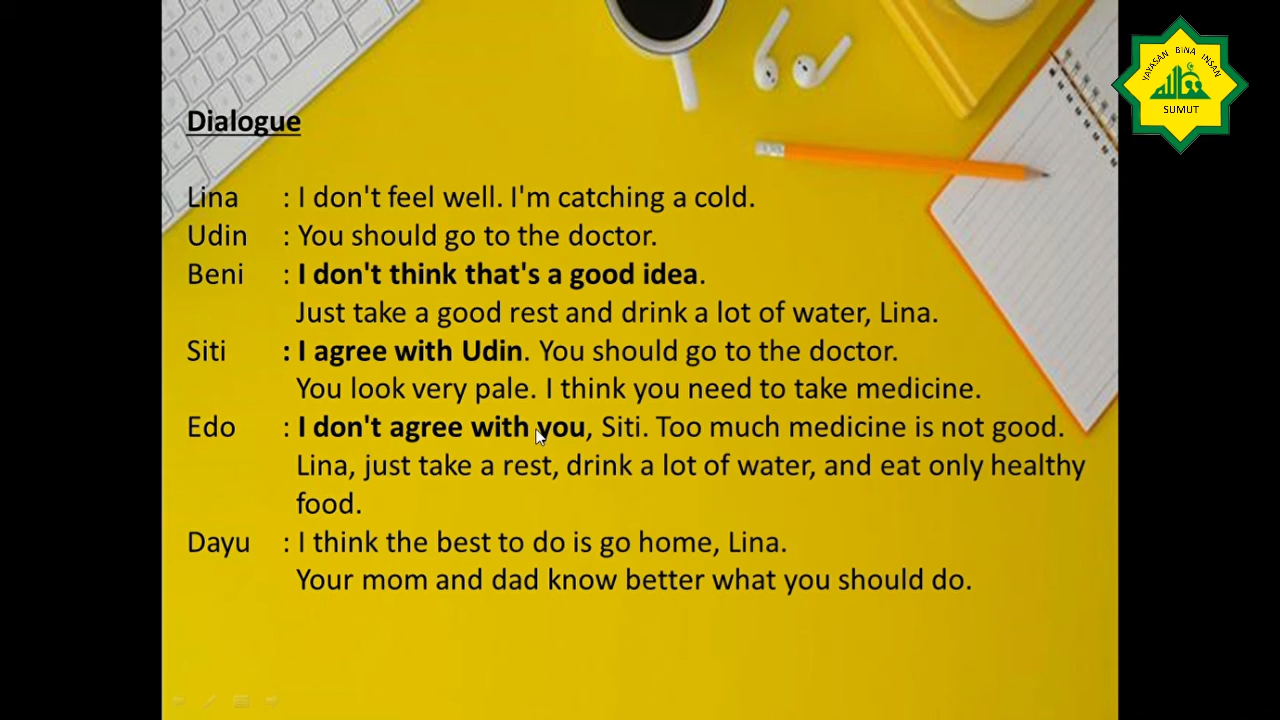 YAYASAN BINA INSAN
SUMUT
Dialogue
Lina : I don't feel well. I'm catching a cold.
Udin : You should go to the doctor.
Beni : I don't think that's a good idea.
Just take a good rest and drink a lot of water, Lina.
Siti : I agree with Udin. You should go to the doctor.
You look very pale. I think you need to take medicine.
Edo : I don't agree with you, Siti. Too much medicine is not good.
Lina, just take a rest, drink a lot of water, and eat only healthy
food.
Dayu : I think the best to do is go home, Lina.
Your mom and dad know better what you should do.